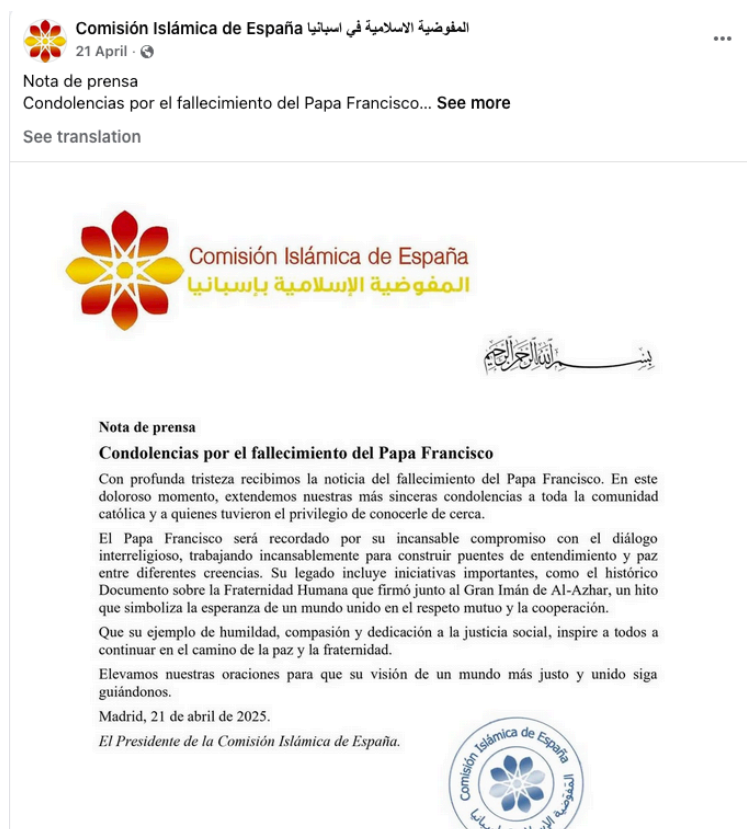 Comisión Islámica de España المفوضية الاسلامية في اسبانيا
21 April ·
Nota de prensa
Condolencias por el fallecimiento del Papa Francisco... See more
See translation
Comisión Islámica de España
المفوضية الإسلامية بإسبانيا
بسم الله الرحمن الرحيم
Nota de prensa
Condolencias por el fallecimiento del Papa Francisco
Con profunda tristeza recibimos la noticia del fallecimiento del Papa Francisco. En este
doloroso momento, extendemos nuestras más sinceras condolencias a toda la comunidad
católica y a quienes tuvieron el privilegio de conocerle de cerca.
El Papa Francisco será recordado por su incansable compromiso con el diálogo
interreligioso, trabajando incansablemente para construir puentes de entendimiento y paz
entre diferentes creencias. Su legado incluye iniciativas importantes, como el histórico
Documento sobre la Fraternidad Humana que firmó junto al Gran Imán de Al-Azhar, un hito
que simboliza la esperanza de un mundo unido en el respeto mutuo y la cooperación.
Que su ejemplo de humildad, compasión y dedicación a la justicia social, inspire a todos a
continuar en el camino de la paz y la fraternidad.
Elevamos nuestras oraciones para que su visión de un mundo más justo y unido siga
guiándonos.
Madrid, 21 de abril de 2025.
El Presidente de la Comisión Islámica de España.
Comisión Islámica de España